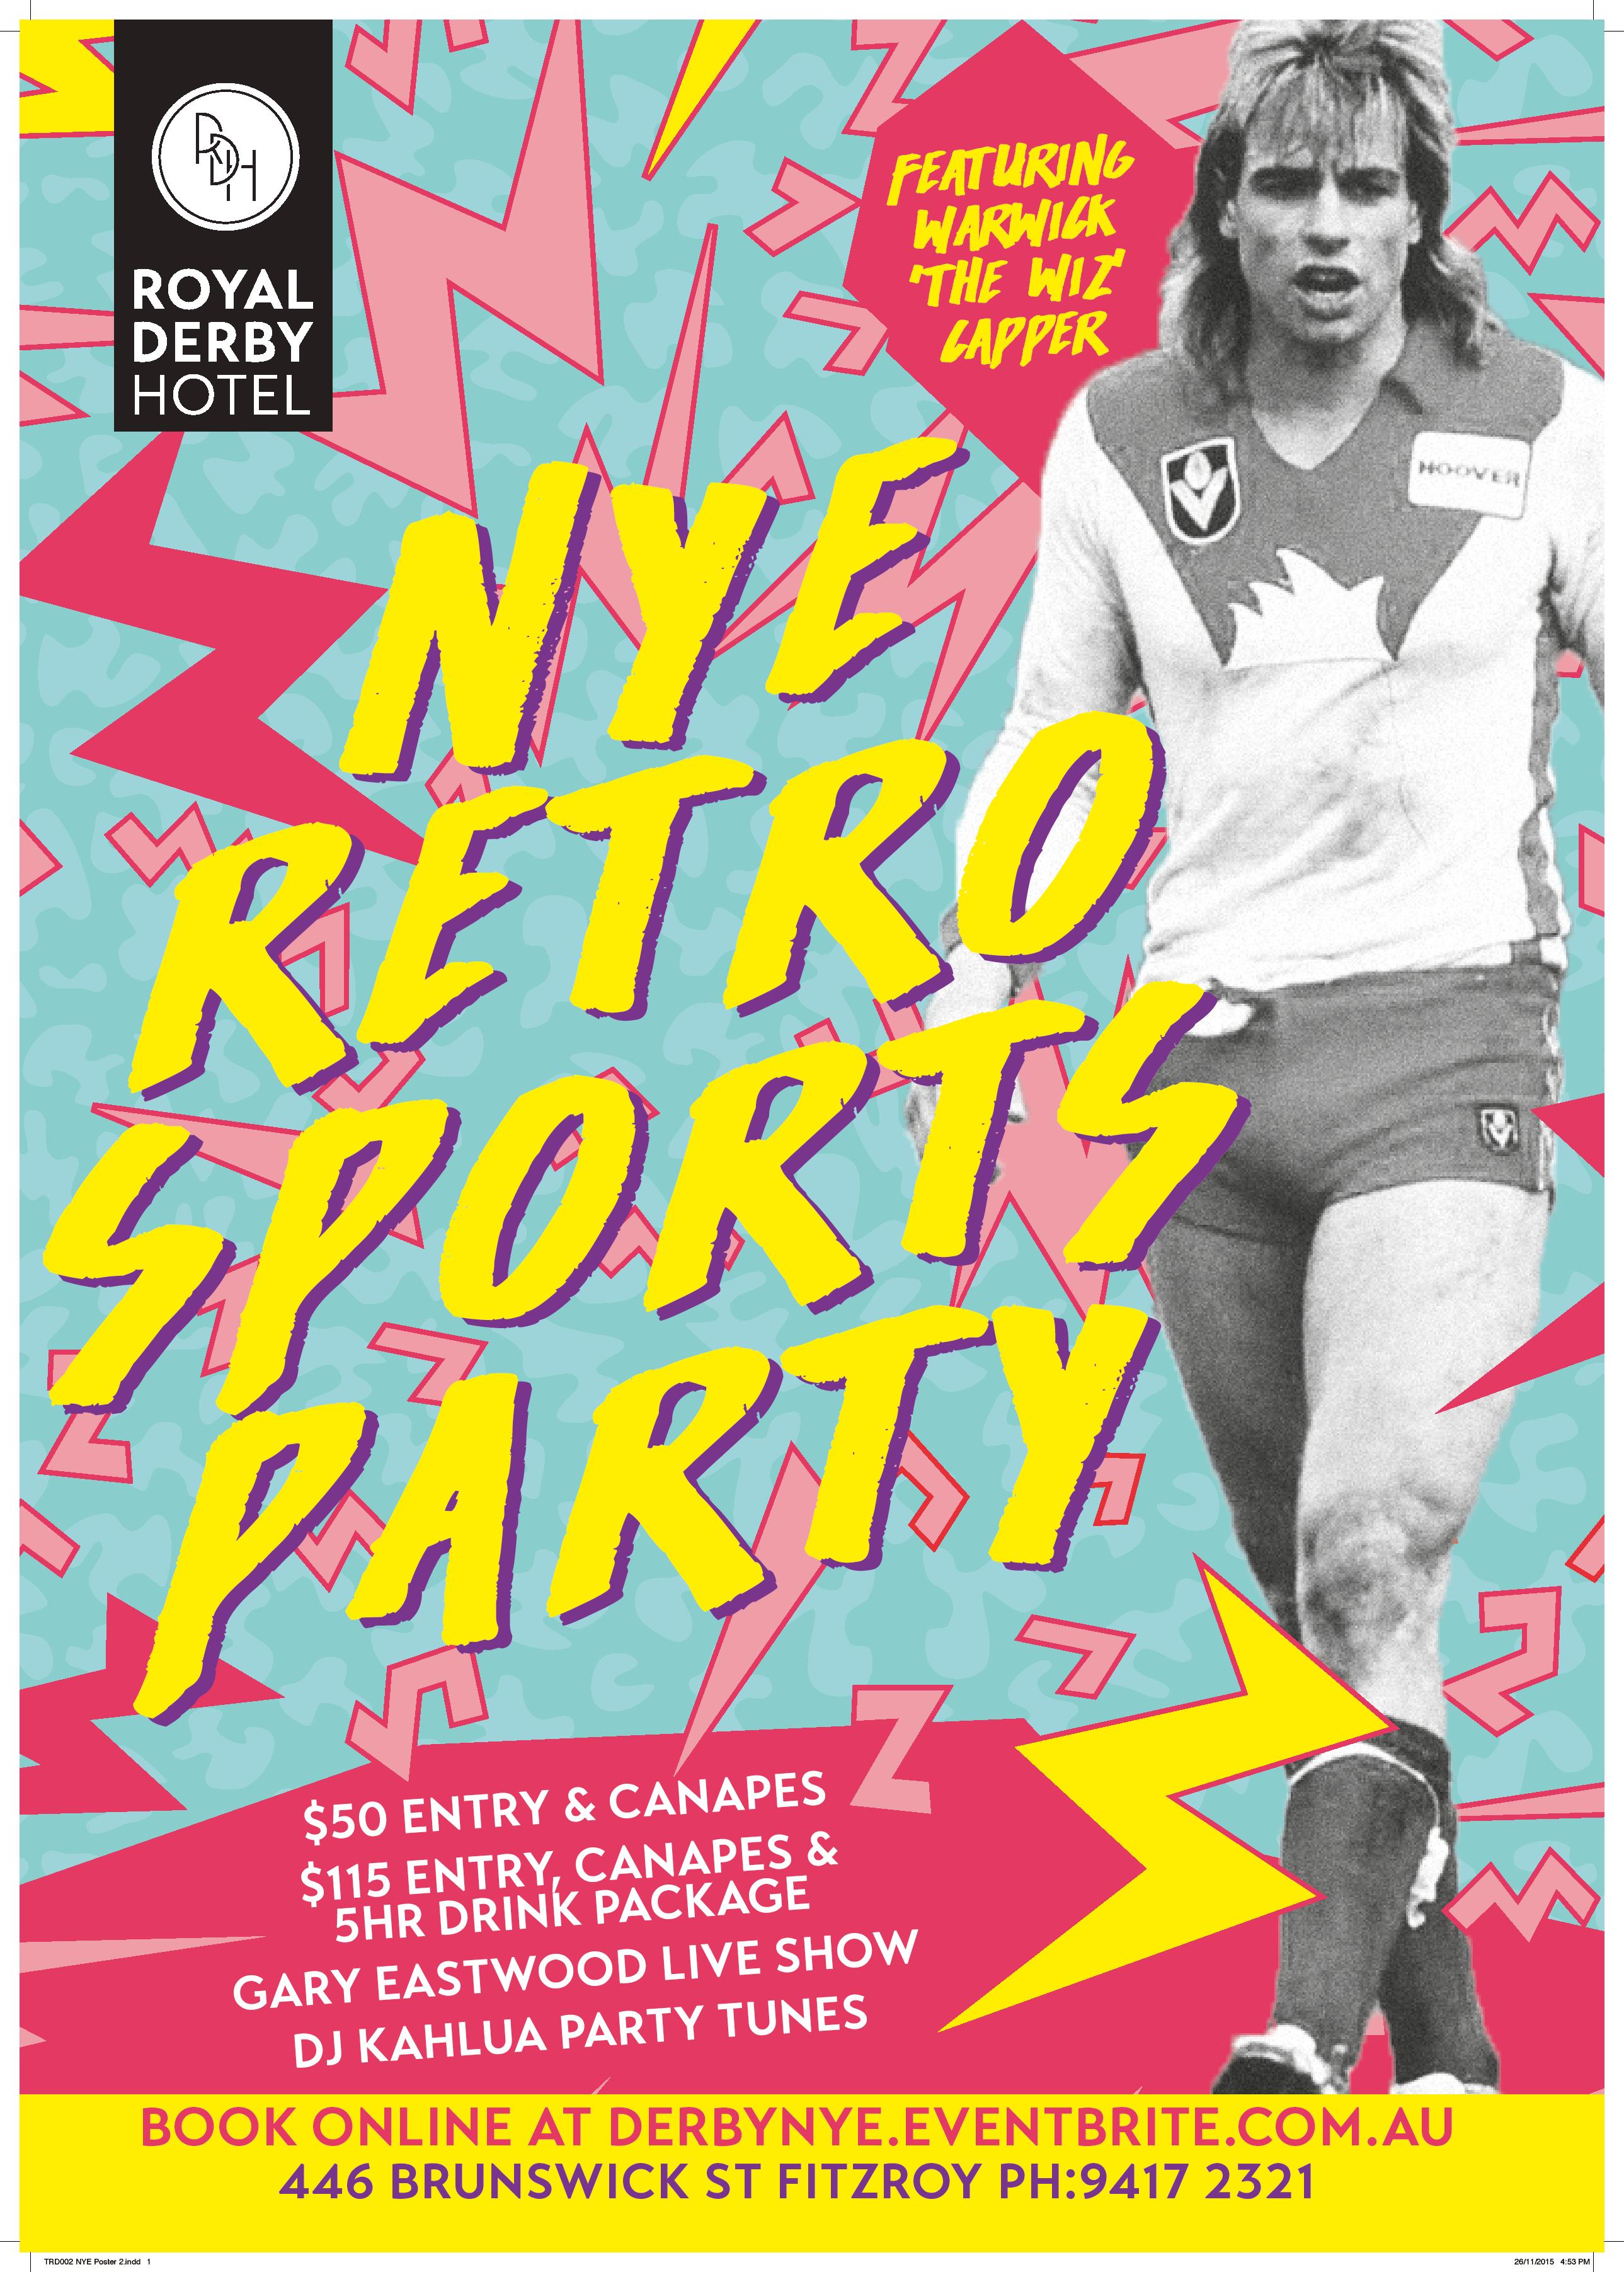 RDH
ROYAL
DERBY
HOTEL
FEATURING
WARWICK
'THE WIZ'
CAPPER
HOOVER
NYE
RETRO
SPORTS
PARTY
$50 ENTRY & CANAPES
$115 ENTRY, CANAPES &
5HR DRINK PACKAGE
GARY EASTWOOD LIVE SHOW
DJ KAHLUA PARTY TUNES
BOOK ONLINE AT DERBYNYE.EVENTBRITE.COM.AU
446 BRUNSWICK ST FITZROY PH:9417 2321
TRD002 NYE Poster 2.indd 1
26/11/2015 4:53 PM